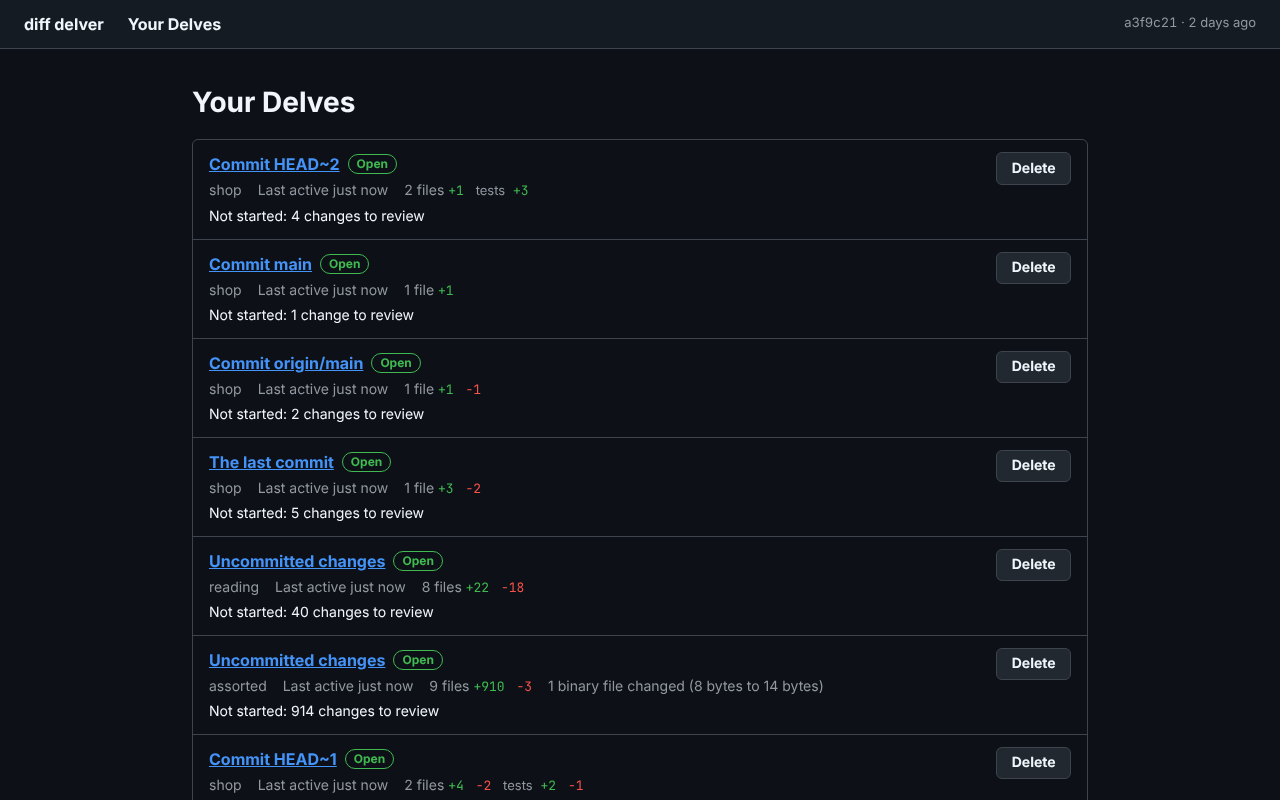 diff delver Your Delves a3f9c21 · 2 days ago
Your Delves
Commit HEAD~2 Open Delete
shop Last active just now 2 files +1 tests +3
Not started: 4 changes to review
Commit main Open Delete
shop Last active just now 1 file +1
Not started: 1 change to review
Commit origin/main Open Delete
shop Last active just now 1 file +1 -1
Not started: 2 changes to review
The last commit Open Delete
shop Last active just now 1 file +3 -2
Not started: 5 changes to review
Uncommitted changes Open Delete
reading Last active just now 8 files +22 -18
Not started: 40 changes to review
Uncommitted changes Open Delete
assorted Last active just now 9 files +910 -3 1 binary file changed (8 bytes to 14 bytes)
Not started: 914 changes to review
Commit HEAD~1 Open Delete
shop Last active just now 2 files +4 -2 tests +2 -1